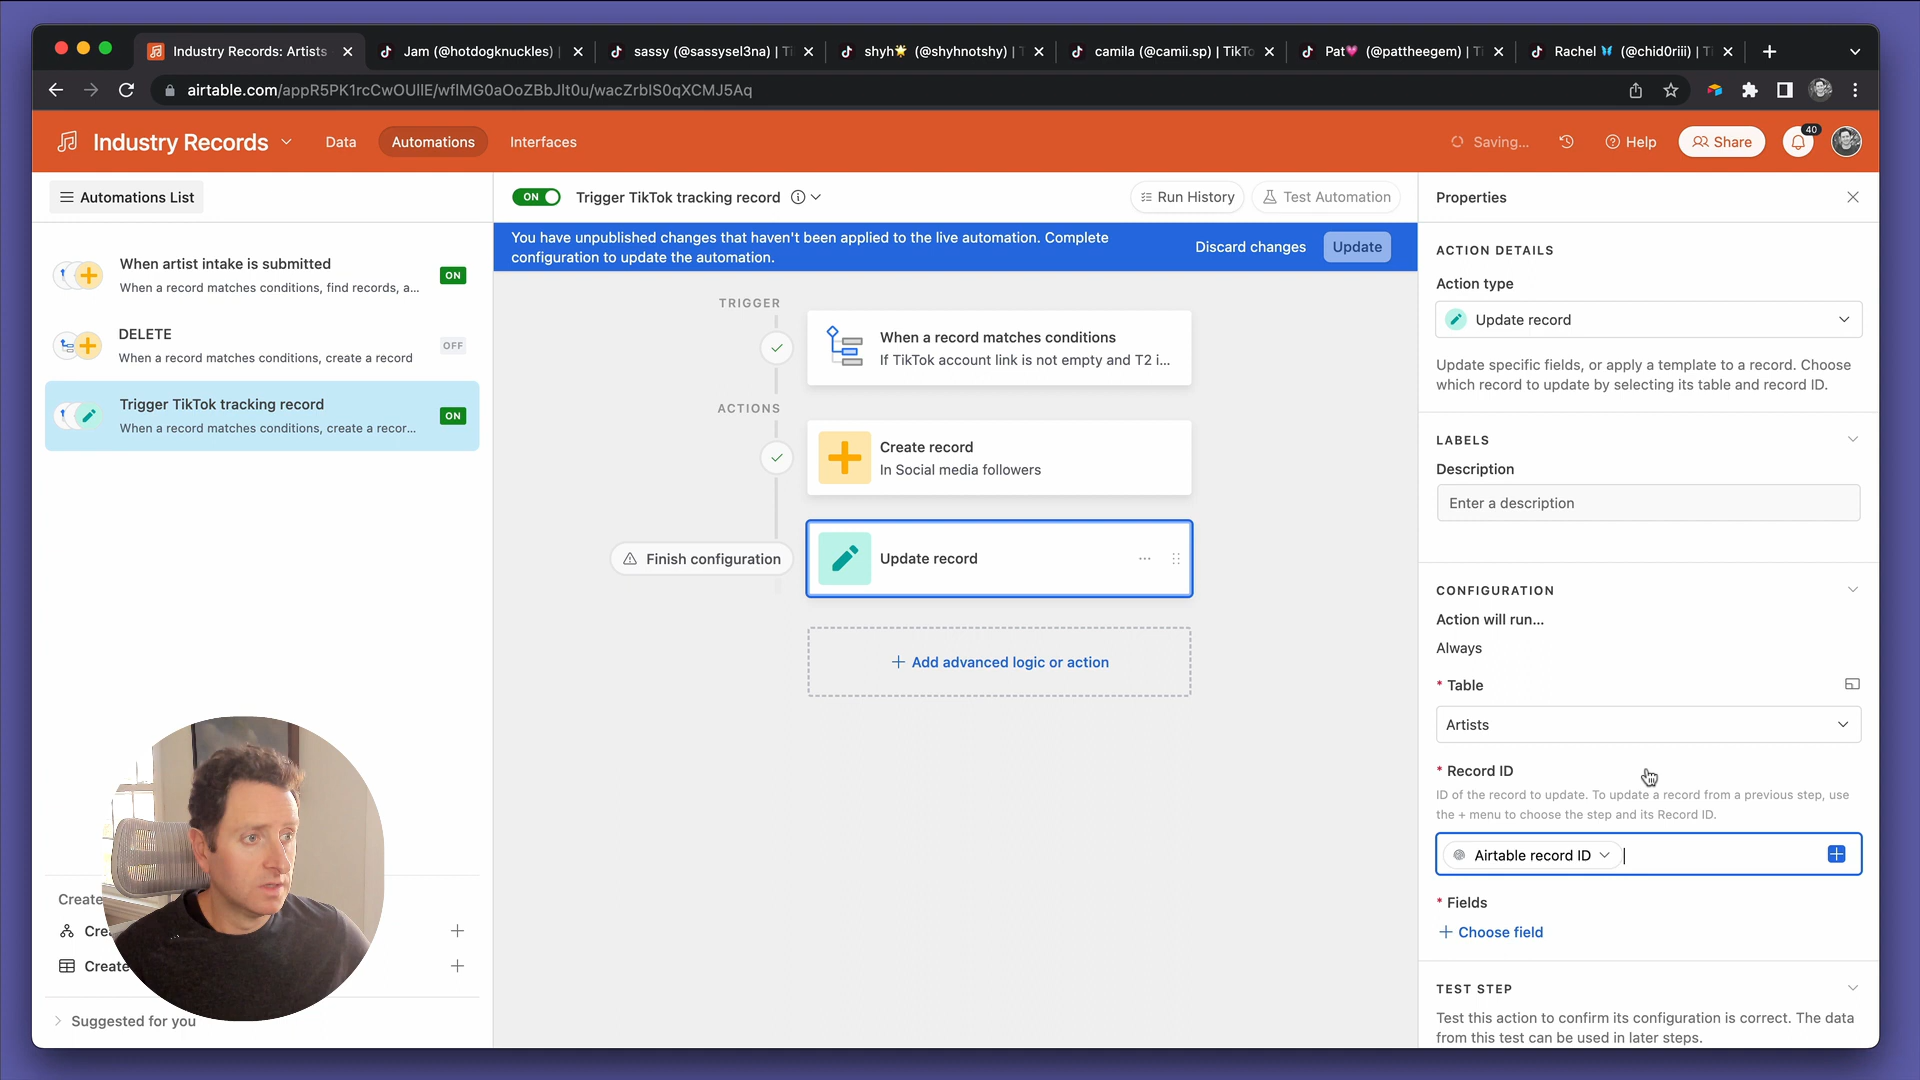 Industry Records: Artists
Jam (@hotdogknuckles) |
sassy (@sassysel3na) | Ti
shyh🌟 (@shyhnotshy) | T
camila (@camii.sp) | TikTo
Pat💗 (@pattheegem) | Ti
Rachel 🦋 (@chid0riii) | Ti
airtable.com/appR5PK1rcCwOUIlE/wflMG0aOoZBbJIt0u/wacZrbIS0qXCMJ5Aq
Industry Records
Data
Automations
Interfaces
Saving...
Help
Share
40
Automations List
ON
Trigger TikTok tracking record
Run History
Test Automation
Properties
You have unpublished changes that haven't been applied to the live automation. Complete
configuration to update the automation.
Discard changes
Update
When artist intake is submitted
When a record matches conditions, find records, a...
ON
DELETE
When a record matches conditions, create a record
OFF
Trigger TikTok tracking record
When a record matches conditions, create a recor...
ON
Create
Cre
Create
Suggested for you
TRIGGER
When a record matches conditions
If TikTok account link is not empty and T2 i...
ACTIONS
Create record
In Social media followers
Finish configuration
Update record
+ Add advanced logic or action
ACTION DETAILS
Action type
Update record
Update specific fields, or apply a template to a record. Choose
which record to update by selecting its table and record ID.
LABELS
Description
Enter a description
CONFIGURATION
Action will run...
Always
* Table
Artists
* Record ID
ID of the record to update. To update a record from a previous step, use
the + menu to choose the step and its Record ID.
Airtable record ID
* Fields
+ Choose field
TEST STEP
Test this action to confirm its configuration is correct. The data
from this test can be used in later steps.